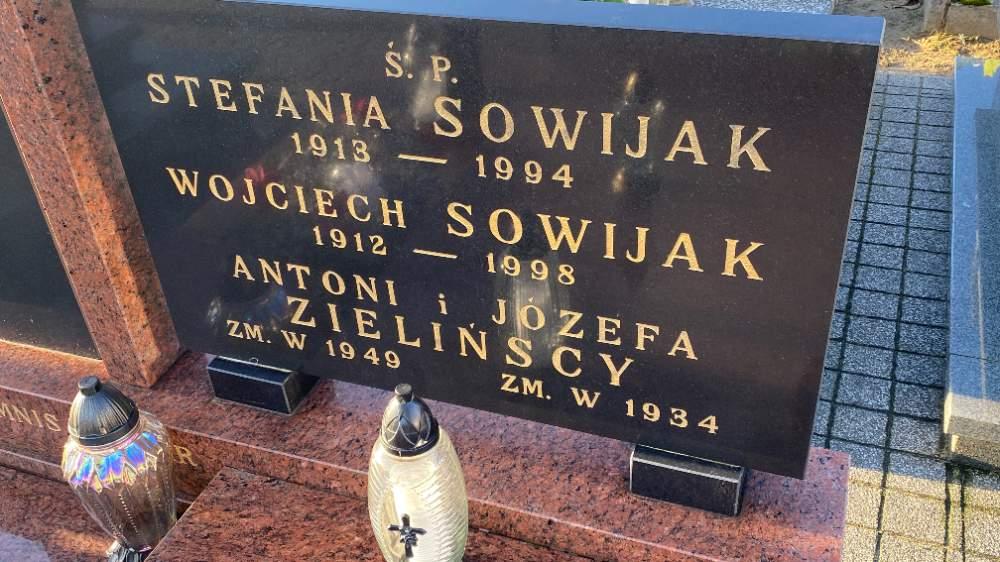 Ś. P.
STEFANIA SOWIJAK
1913 — 1994
WOJCIECH SOWIJAK
1912 — 1998
ANTONI i JÓZEFA
ZIELIŃSCY
ZM. W 1949 ZM. W 1934